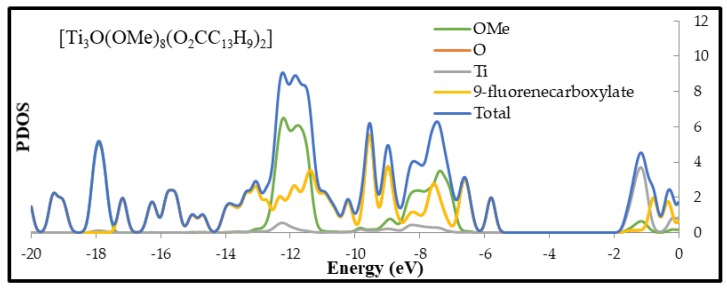 [Ti₃O(OMe)₈(O₂CC₁₃H₉)₂]
OMe
O
Ti
9-fluorenecarboxylate
Total
PDOS
12
10
8
6
4
2
0
-20 -18 -16 -14 -12 -10 -8 -6 -4 -2 0
Energy (eV)